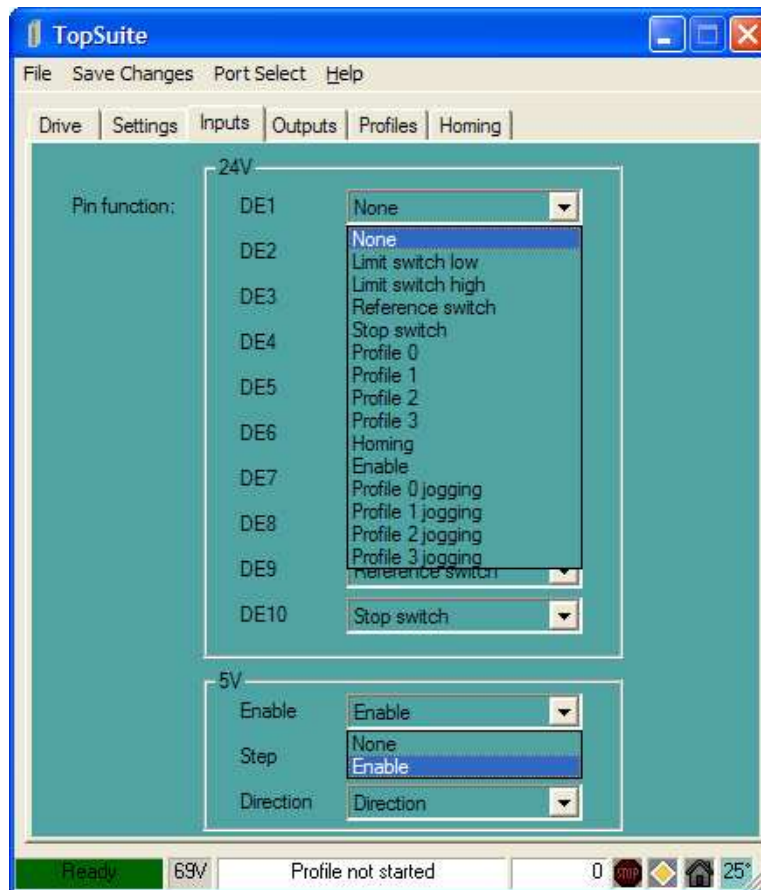 TopSuite
File Save Changes Port Select Help
Drive Settings Inputs Outputs Profiles Homing
24V
Pin function: DE1 None
DE2 None
Limit switch low
DE3 Limit switch high
Reference switch
DE4 Stop switch
Profile 0
DE5 Profile 1
Profile 2
DE6 Profile 3
Homing
DE7 Enable
Profile 0 jogging
DE8 Profile 1 jogging
Profile 2 jogging
Profile 3 jogging
DE9 Reference switch
DE10 Stop switch
5V
Enable Enable
None
Step Enable
Direction Direction
Ready 69V Profile not started 0 STOP 25°